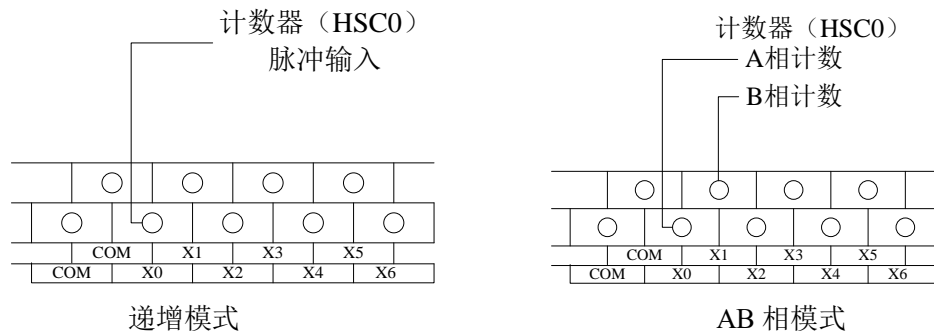 计数器（HSC0）
脉冲输入
COM X1 X3 X5
COM X0 X2 X4 X6
递增模式
计数器（HSC0）
A相计数
B相计数
COM X1 X3 X5
COM X0 X2 X4 X6
AB 相模式